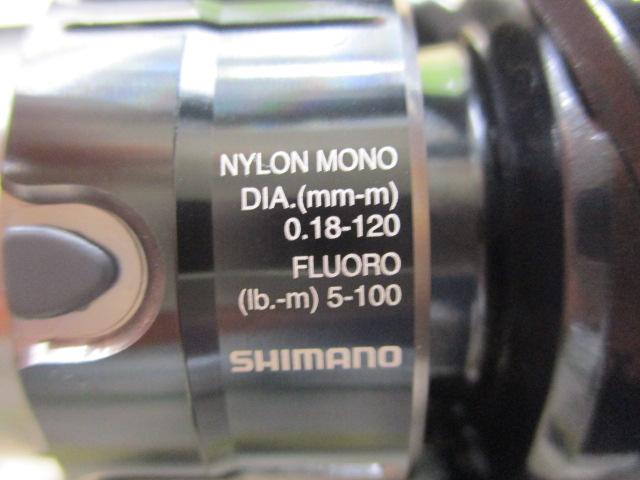 NYLON MONO
DIA.(mm-m)
0.18-120
FLUORO
(lb.-m) 5-100
SHIMANO